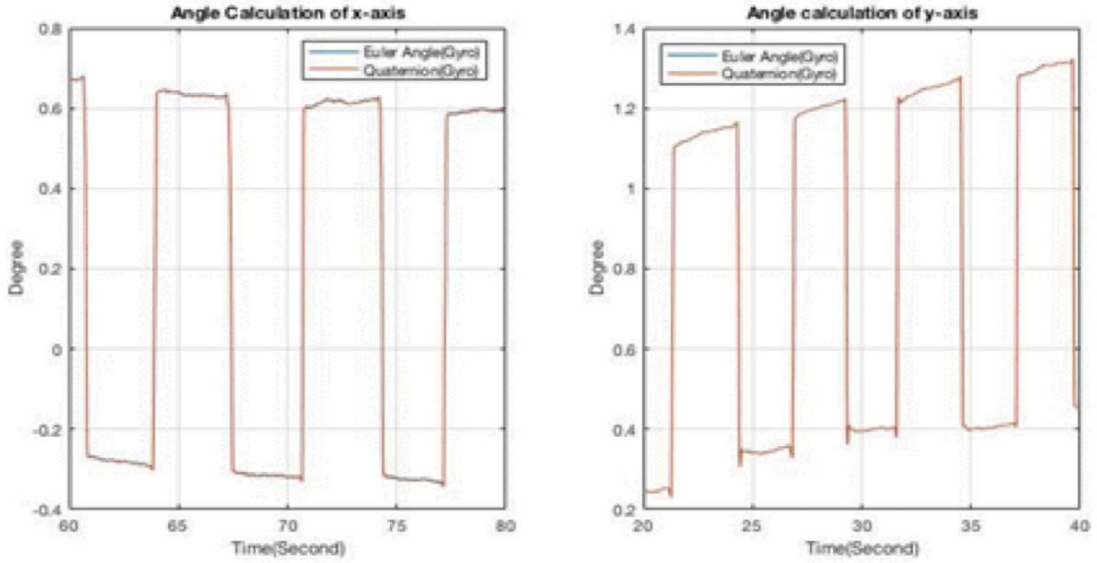 Angle Calculation of x-axis
0.8
0.6
0.4
0.2
0
-0.2
-0.4
Degree
60
65
70
75
80
Time(Second)
Euler Angle(Gyro)
Quaternion(Gyro)
Angle calculation of y-axis
1.4
1.2
1
0.8
0.6
0.4
0.2
Degree
20
25
30
35
40
Time(Second)
Euler Angle(Gyro)
Quaternion(Gyro)